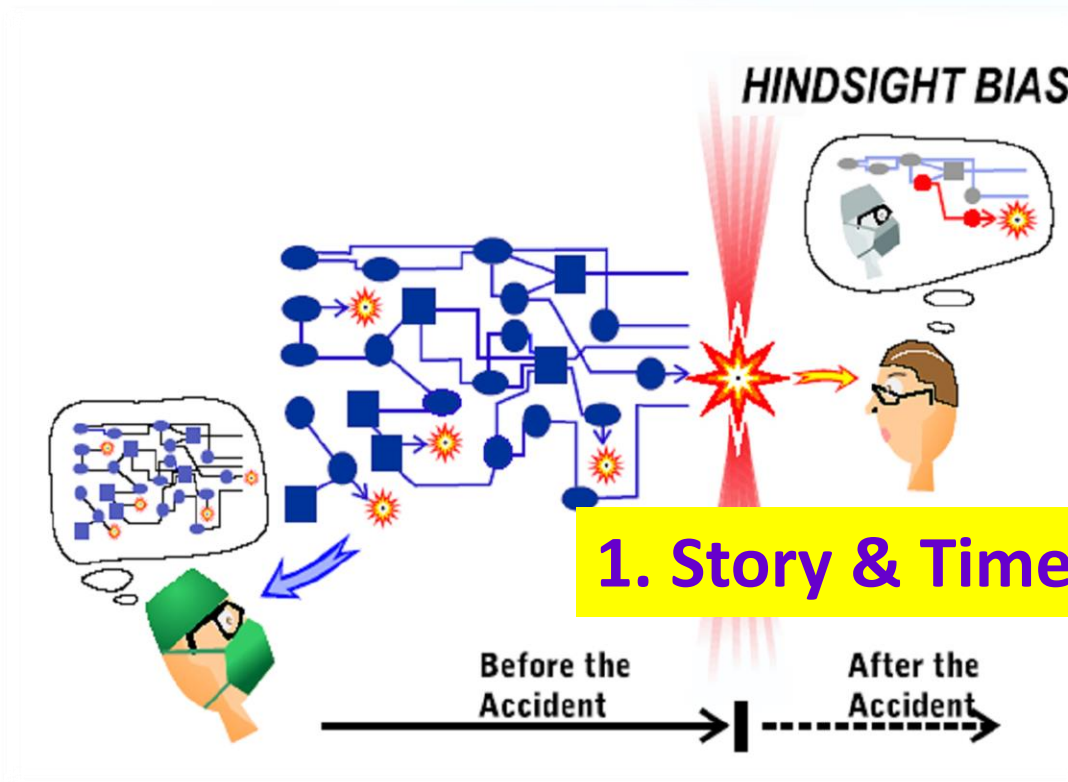 HINDSIGHT BIAS
1. Story & Time
Before the
Accident
After the
Accident